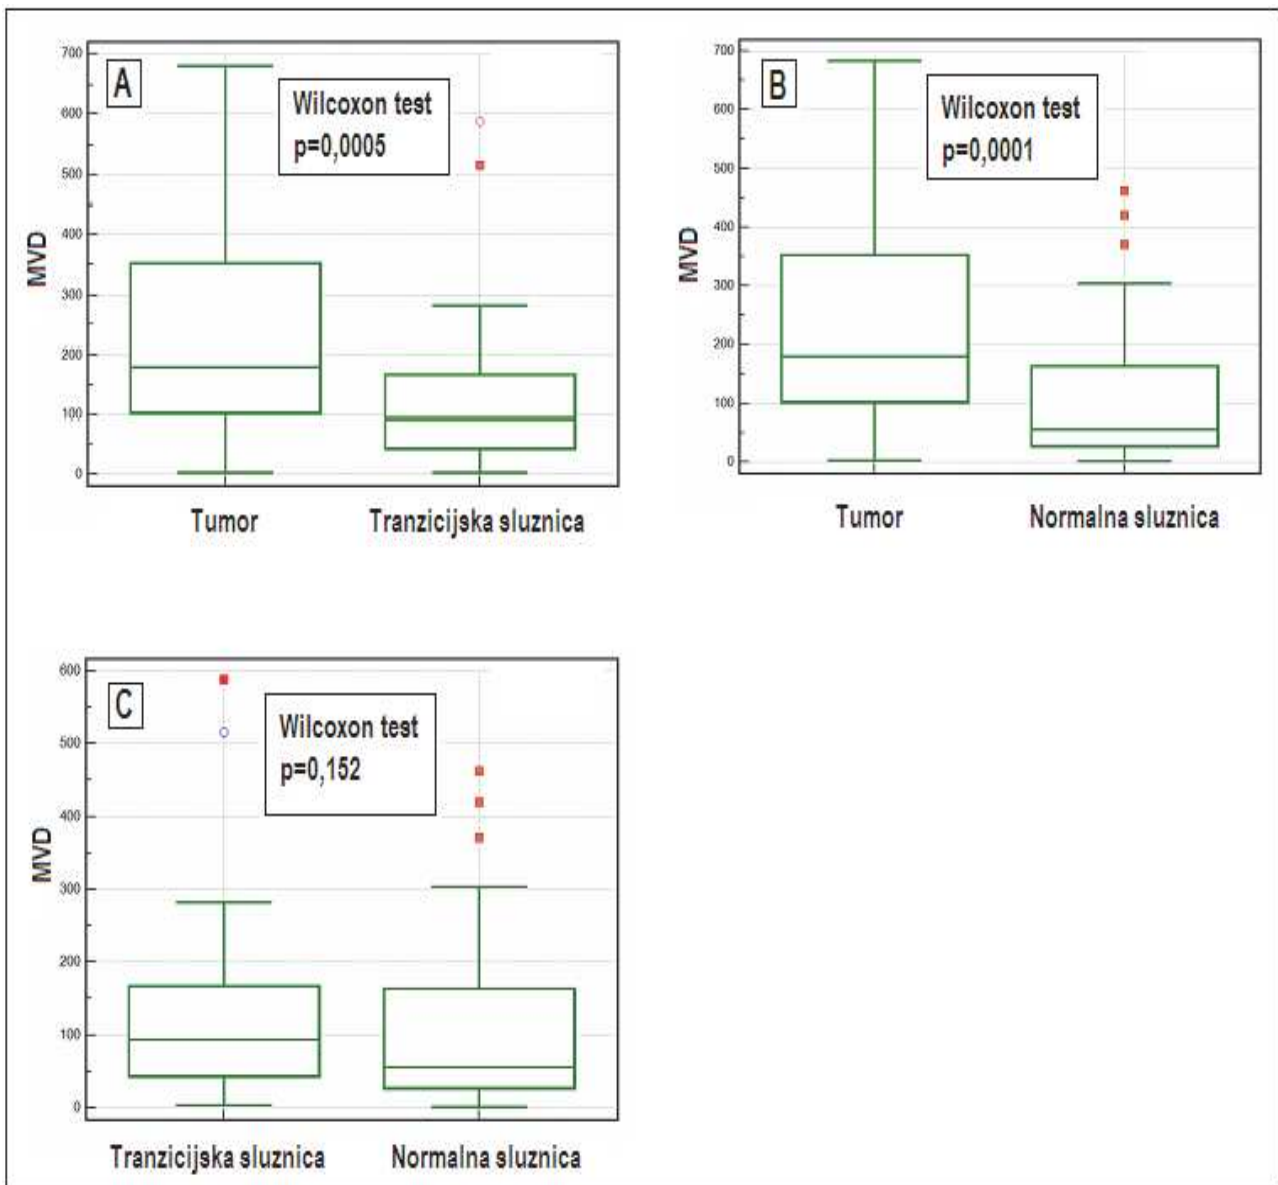 A
Wilcoxon test
p=0,0005
MVD
700
600
500
400
300
200
100
0
Tumor
Tranzicijska sluznica
B
Wilcoxon test
p=0,0001
MVD
700
600
500
400
300
200
100
0
Tumor
Normalna sluznica
C
Wilcoxon test
p=0,152
MVD
600
500
400
300
200
100
0
Tranzicijska sluznica
Normalna sluznica